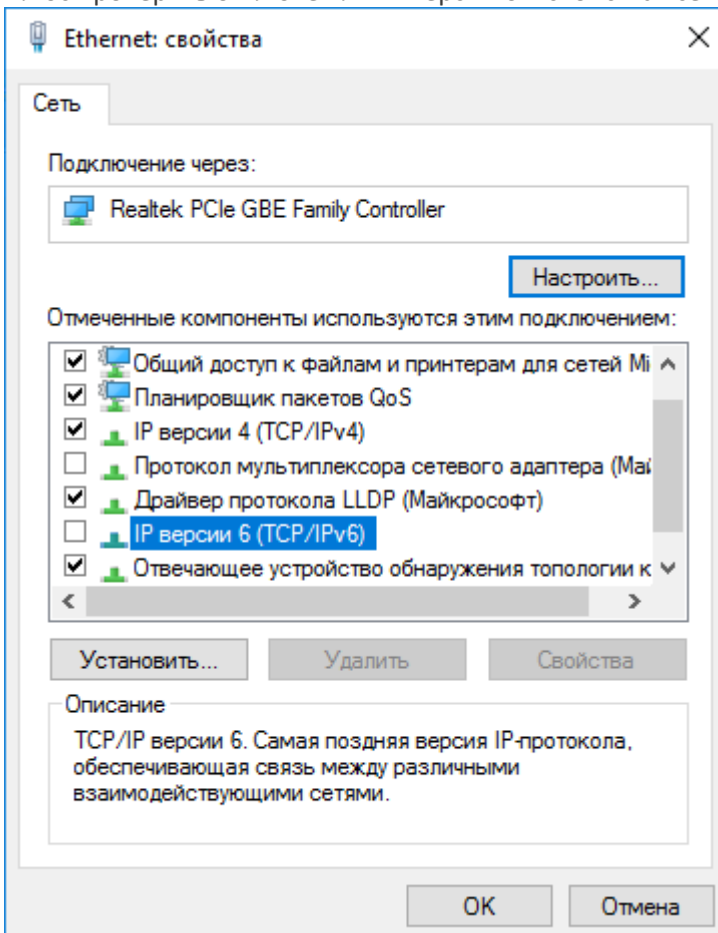 Ethernet: свойства
Сеть
Подключение через:
Realtek PCIe GBE Family Controller
Настроить...
Отмеченные компоненты используются этим подключением:
Общий доступ к файлам и принтерам для сетей Mi
Планировщик пакетов QoS
IP версии 4 (TCP/IPv4)
Протокол мультиплексора сетевого адаптера (Май
Драйвер протокола LLDP (Майкрософт)
IP версии 6 (TCP/IPv6)
Отвечающее устройство обнаружения топологии к
Установить...
Удалить
Свойства
Описание
TCP/IP версии 6. Самая поздняя версия IP-протокола,
обеспечивающая связь между различными
взаимодействующими сетями.
OK
Отмена